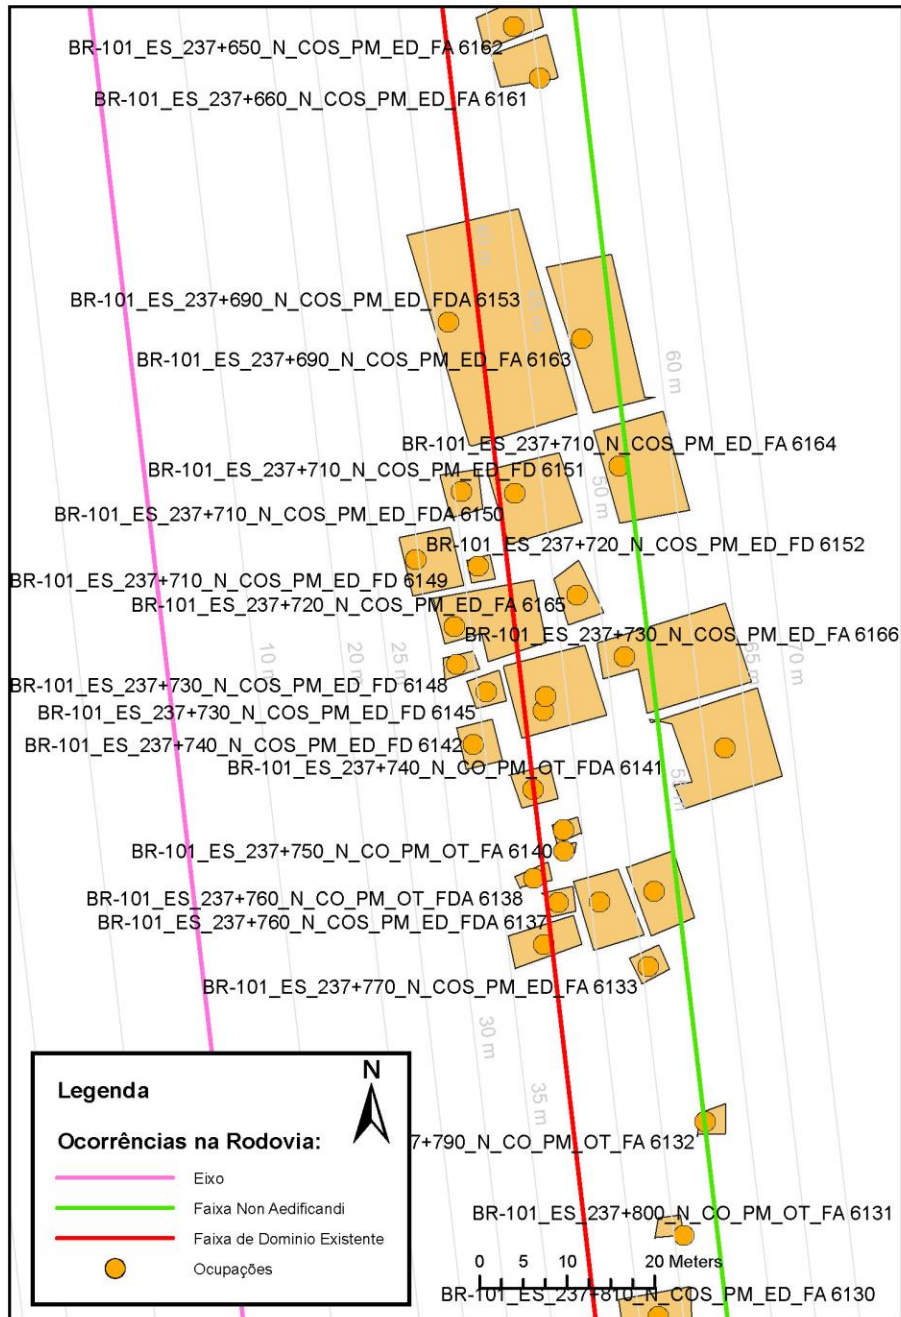 BR-101_ES_237+650_N_COS_PM_ED_FA 6162
BR-101_ES_237+660_N_COS_PM_ED_FA 6161
40 m
BR-101_ES_237+690_N_COS_PM_ED_FDA 6153
BR-101_ES_237+690_N_COS_PM_ED_FA 6163
60 m
BR-101_ES_237+710_N_COS_PM_ED_FA 6164
BR-101_ES_237+710_N_COS_PM_ED_FD 6151
50 m
BR-101_ES_237+710_N_COS_PM_ED_FDA 6150
BR-101_ES_237+720_N_COS_PM_ED_FD 6152
BR-101_ES_237+710_N_COS_PM_ED_FD 6149
BR-101_ES_237+720_N_COS_PM_ED_FA 6165
BR-101_ES_237+730_N_COS_PM_ED_FA 6166
10 m
20 m
25 m
65 m
70 m
BR-101_ES_237+730_N_COS_PM_ED_FD 6148
BR-101_ES_237+730_N_COS_PM_ED_FD 6145
BR-101_ES_237+740_N_COS_PM_ED_FD 6142
BR-101_ES_237+740_N_CO_PM_OT_FDA 6141
55 m
BR-101_ES_237+750_N_CO_PM_OT_FA 6140
BR-101_ES_237+760_N_CO_PM_OT_FDA 6138
BR-101_ES_237+760_N_COS_PM_ED_FDA 6137
BR-101_ES_237+770_N_COS_PM_ED_FA 6133
30 m
35 m
7+790_N_CO_PM_OT_FA 6132
BR-101_ES_237+800_N_CO_PM_OT_FA 6131
0 5 10 20 Meters
BR-101_ES_237+810_N_COS_PM_ED_FA 6130
N
Legenda
Ocorrências na Rodovia:
Eixo
Faixa Non Aedificandi
Faixa de Dominio Existente
Ocupações